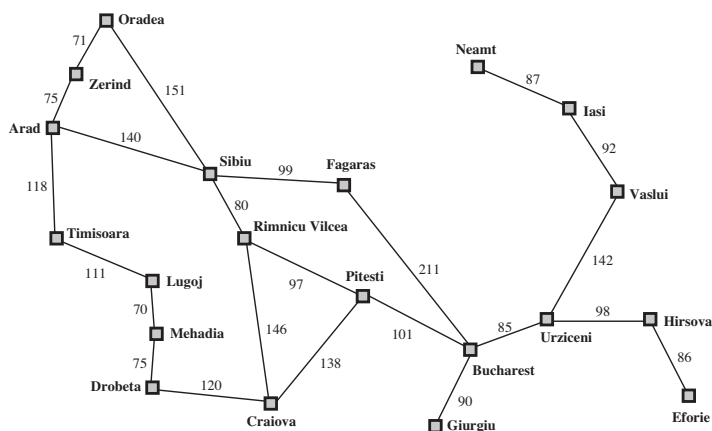 Oradea
71
Neamt
Zerind
87
151
75
Iasi
Arad
140
92
Sibiu
Fagaras
99
118
Vaslui
80
Rimnicu Vilcea
Timisoara
142
211
111
Lugoj
97
Pitesti
70
98
Hirsova
146
85
Mehadia
101
Urziceni
138
86
75
Bucharest
120
Drobeta
90
Craiova
Giurgiu
Eforie